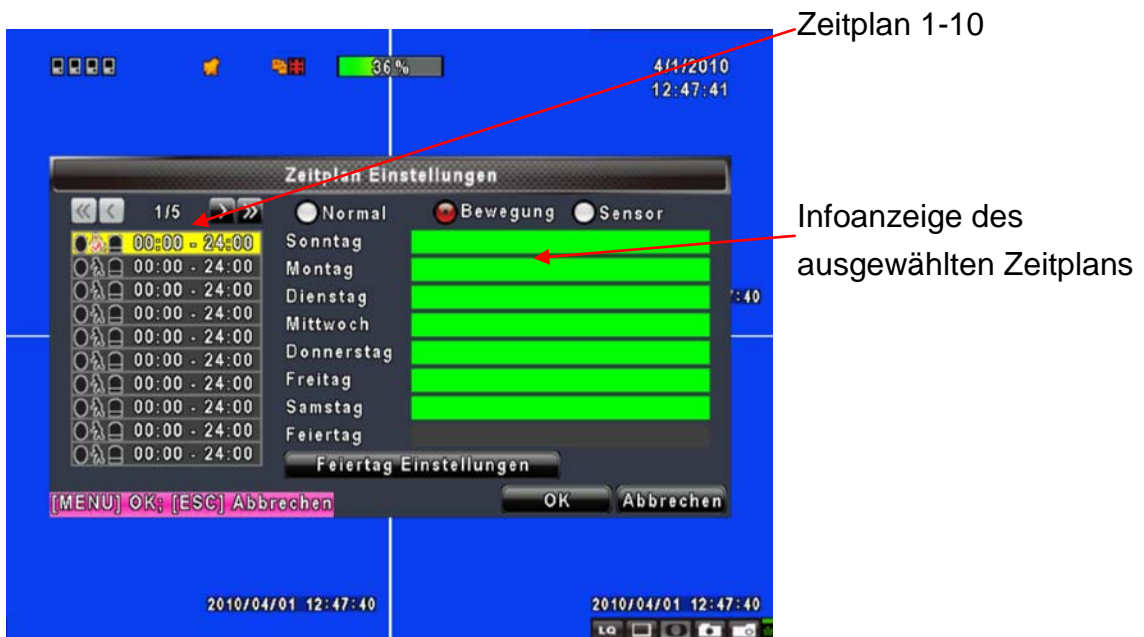 Zeitplan 1-10
36%
4/1/2010
12:47:41
Zeitplan Einstellungen
« < 1/5 > »
Normal Bewegung Sensor
00:00 - 24:00 Sonntag
00:00 - 24:00 Montag
00:00 - 24:00 Dienstag
00:00 - 24:00 Mittwoch
00:00 - 24:00 Donnerstag
00:00 - 24:00 Freitag
00:00 - 24:00 Samstag
00:00 - 24:00 Feiertag
00:00 - 24:00
00:00 - 24:00
Feiertag Einstellungen
[MENU] OK; [ESC] Abbrechen
OK Abbrechen
Infoanzeige des
ausgewählten Zeitplans
:40
2010/04/01 12:47:40
2010/04/01 12:47:40
LQ